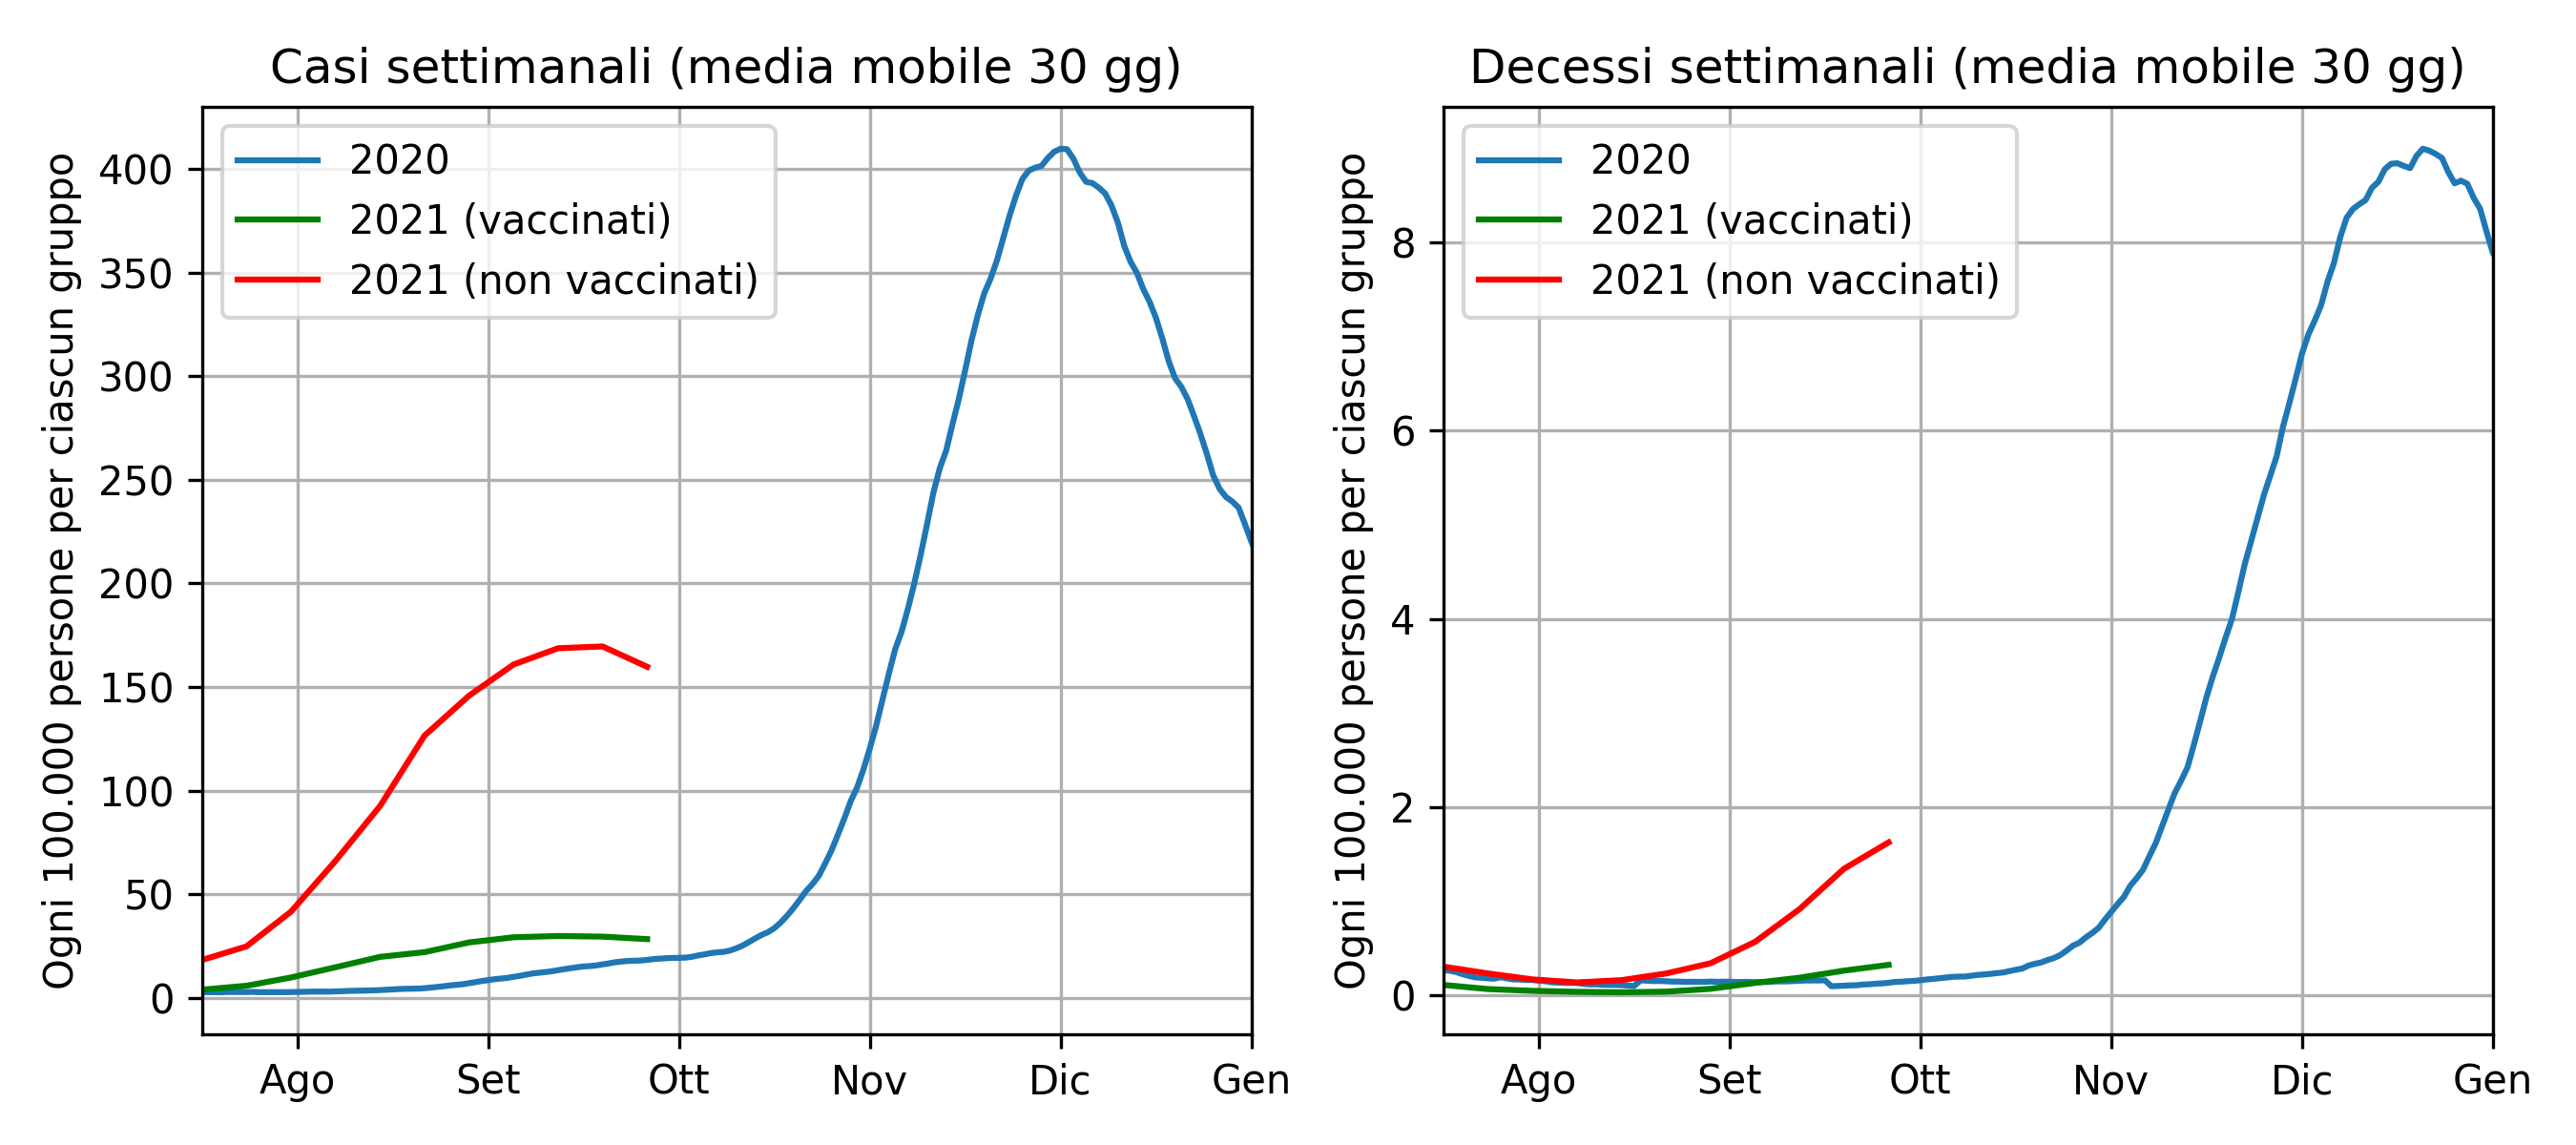 Casi settimanali (media mobile 30 gg)
Ogni 100.000 persone per ciascun gruppo
400
350
300
250
200
150
100
50
0
2020
2021 (vaccinati)
2021 (non vaccinati)
Ago
Set
Ott
Nov
Dic
Gen
Decessi settimanali (media mobile 30 gg)
Ogni 100.000 persone per ciascun gruppo
8
6
4
2
0
2020
2021 (vaccinati)
2021 (non vaccinati)
Ago
Set
Ott
Nov
Dic
Gen